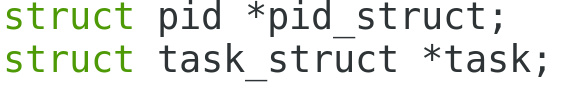 struct pid *pid_struct;
struct task_struct *task;